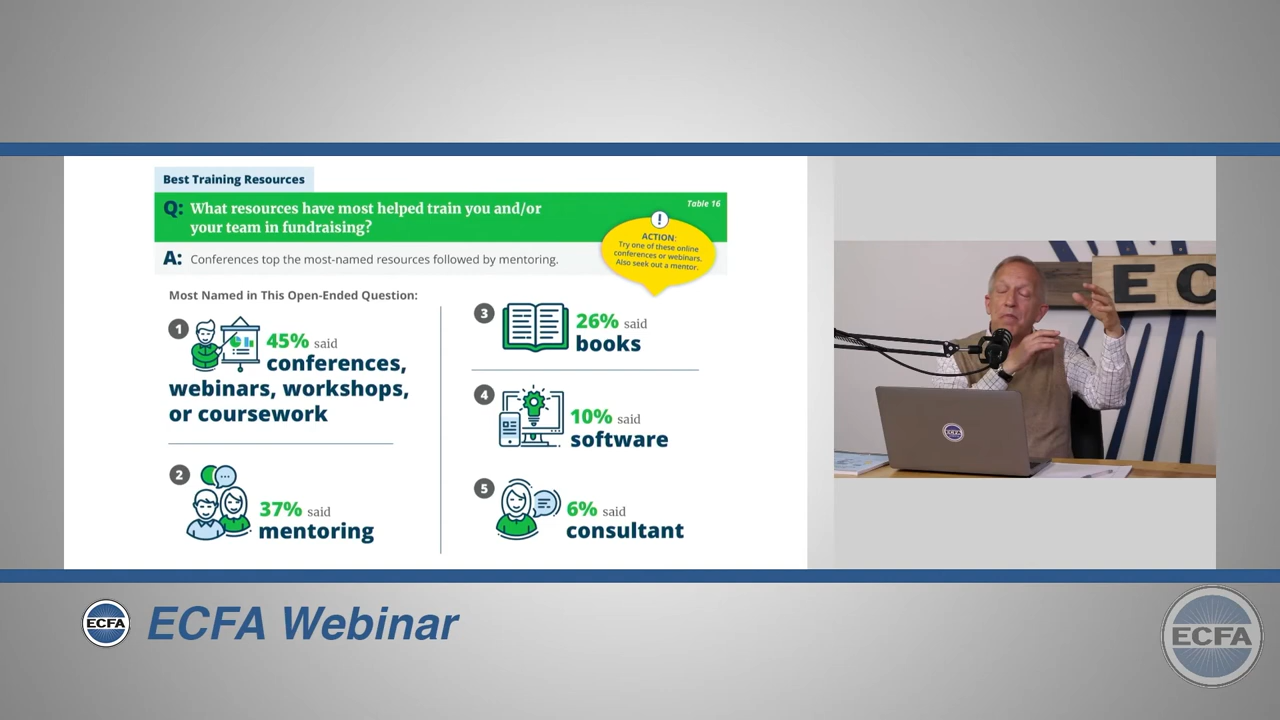 Best Training Resources
Q: What resources have most helped train you and/or
your team in fundraising?
Table 16
!
ACTION:
Try one of these online
conferences or webinars.
Also seek out a mentor.
A: Conferences top the most-named resources followed by mentoring.
Most Named in This Open-Ended Question:
1
45% said
conferences,
webinars, workshops,
or coursework
2
37% said
mentoring
3
26% said
books
4
10% said
software
5
6% said
consultant
EC
ECFA
ECFA
ECFA Webinar
ECFA